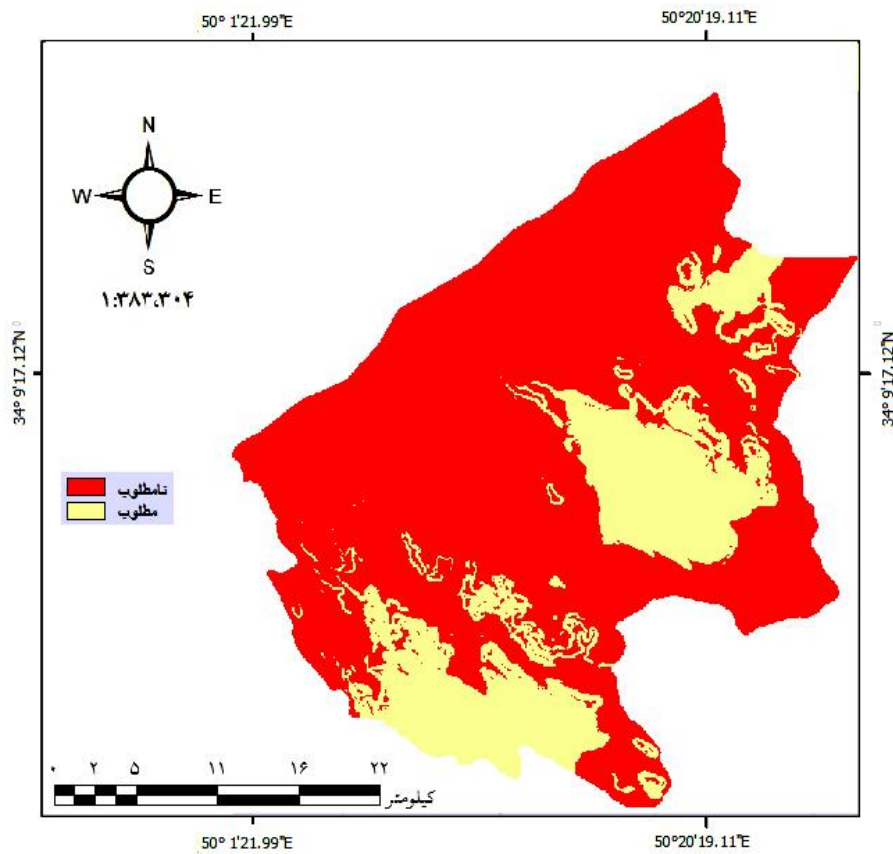 50° 1'21.99"E
50°20'19.11"E
N
W
E
S
۱:۳۸۳،۳۰۴
34° 9'17.12"N
34° 9'17.12"N
نامطلوب
مطلوب
۰ ۲ ۵ ۱۱ ۱۶ ۲۲
کیلومتر
50° 1'21.99"E
50°20'19.11"E